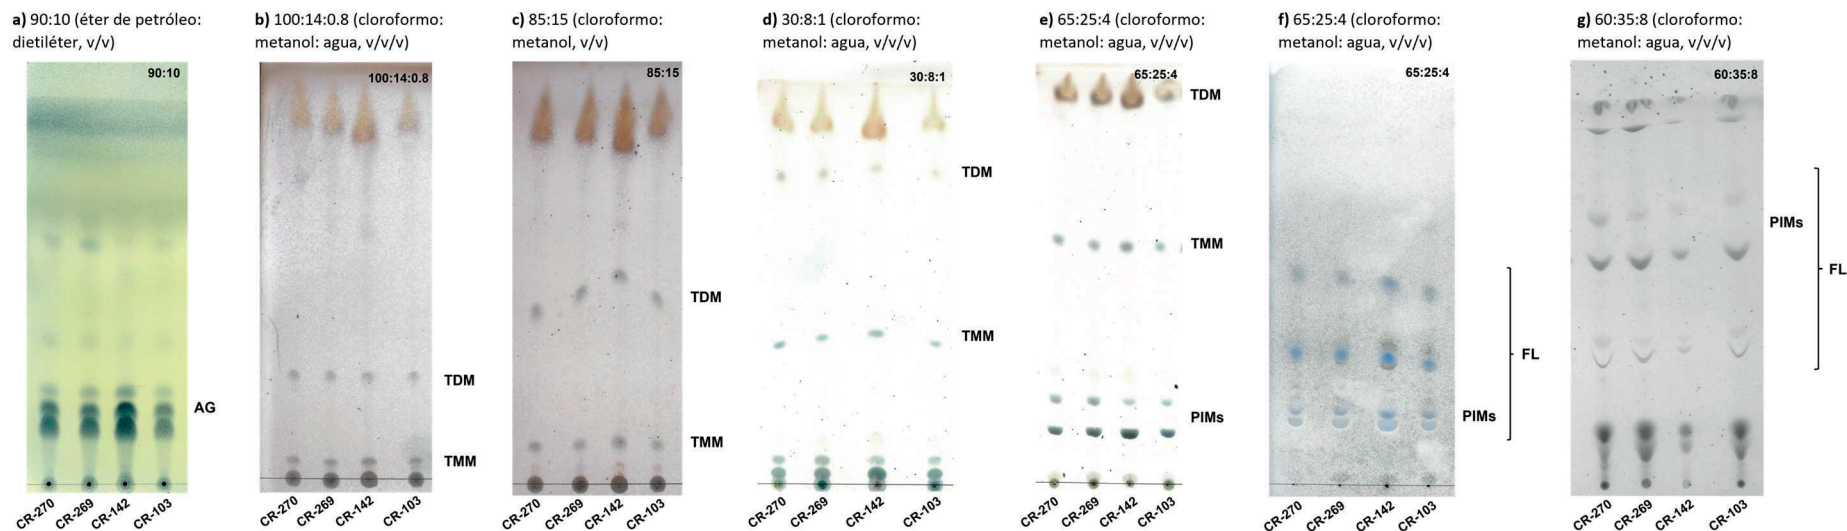 a) 90:10 (éter de petróleo:
dietiléter, v/v)
90:10
AG
CR-270
CR-269
CR-142
CR-103
b) 100:14:0.8 (cloroformo:
metanol: agua, v/v/v)
100:14:0.8
TDM
TMM
CR-270
CR-269
CR-142
CR-103
c) 85:15 (cloroformo:
metanol, v/v)
85:15
TDM
TMM
CR-270
CR-269
CR-142
CR-103
d) 30:8:1 (cloroformo:
metanol: agua, v/v/v)
30:8:1
TDM
TMM
CR-270
CR-269
CR-142
CR-103
e) 65:25:4 (cloroformo:
metanol: agua, v/v/v)
65:25:4
TDM
TMM
PIMs
CR-270
CR-269
CR-142
CR-103
f) 65:25:4 (cloroformo:
metanol: agua, v/v/v)
65:25:4
FL
PIMs
CR-270
CR-269
CR-142
CR-103
g) 60:35:8 (cloroformo:
metanol: agua, v/v/v)
60:35:8
PIMs
FL
CR-270
CR-269
CR-142
CR-103